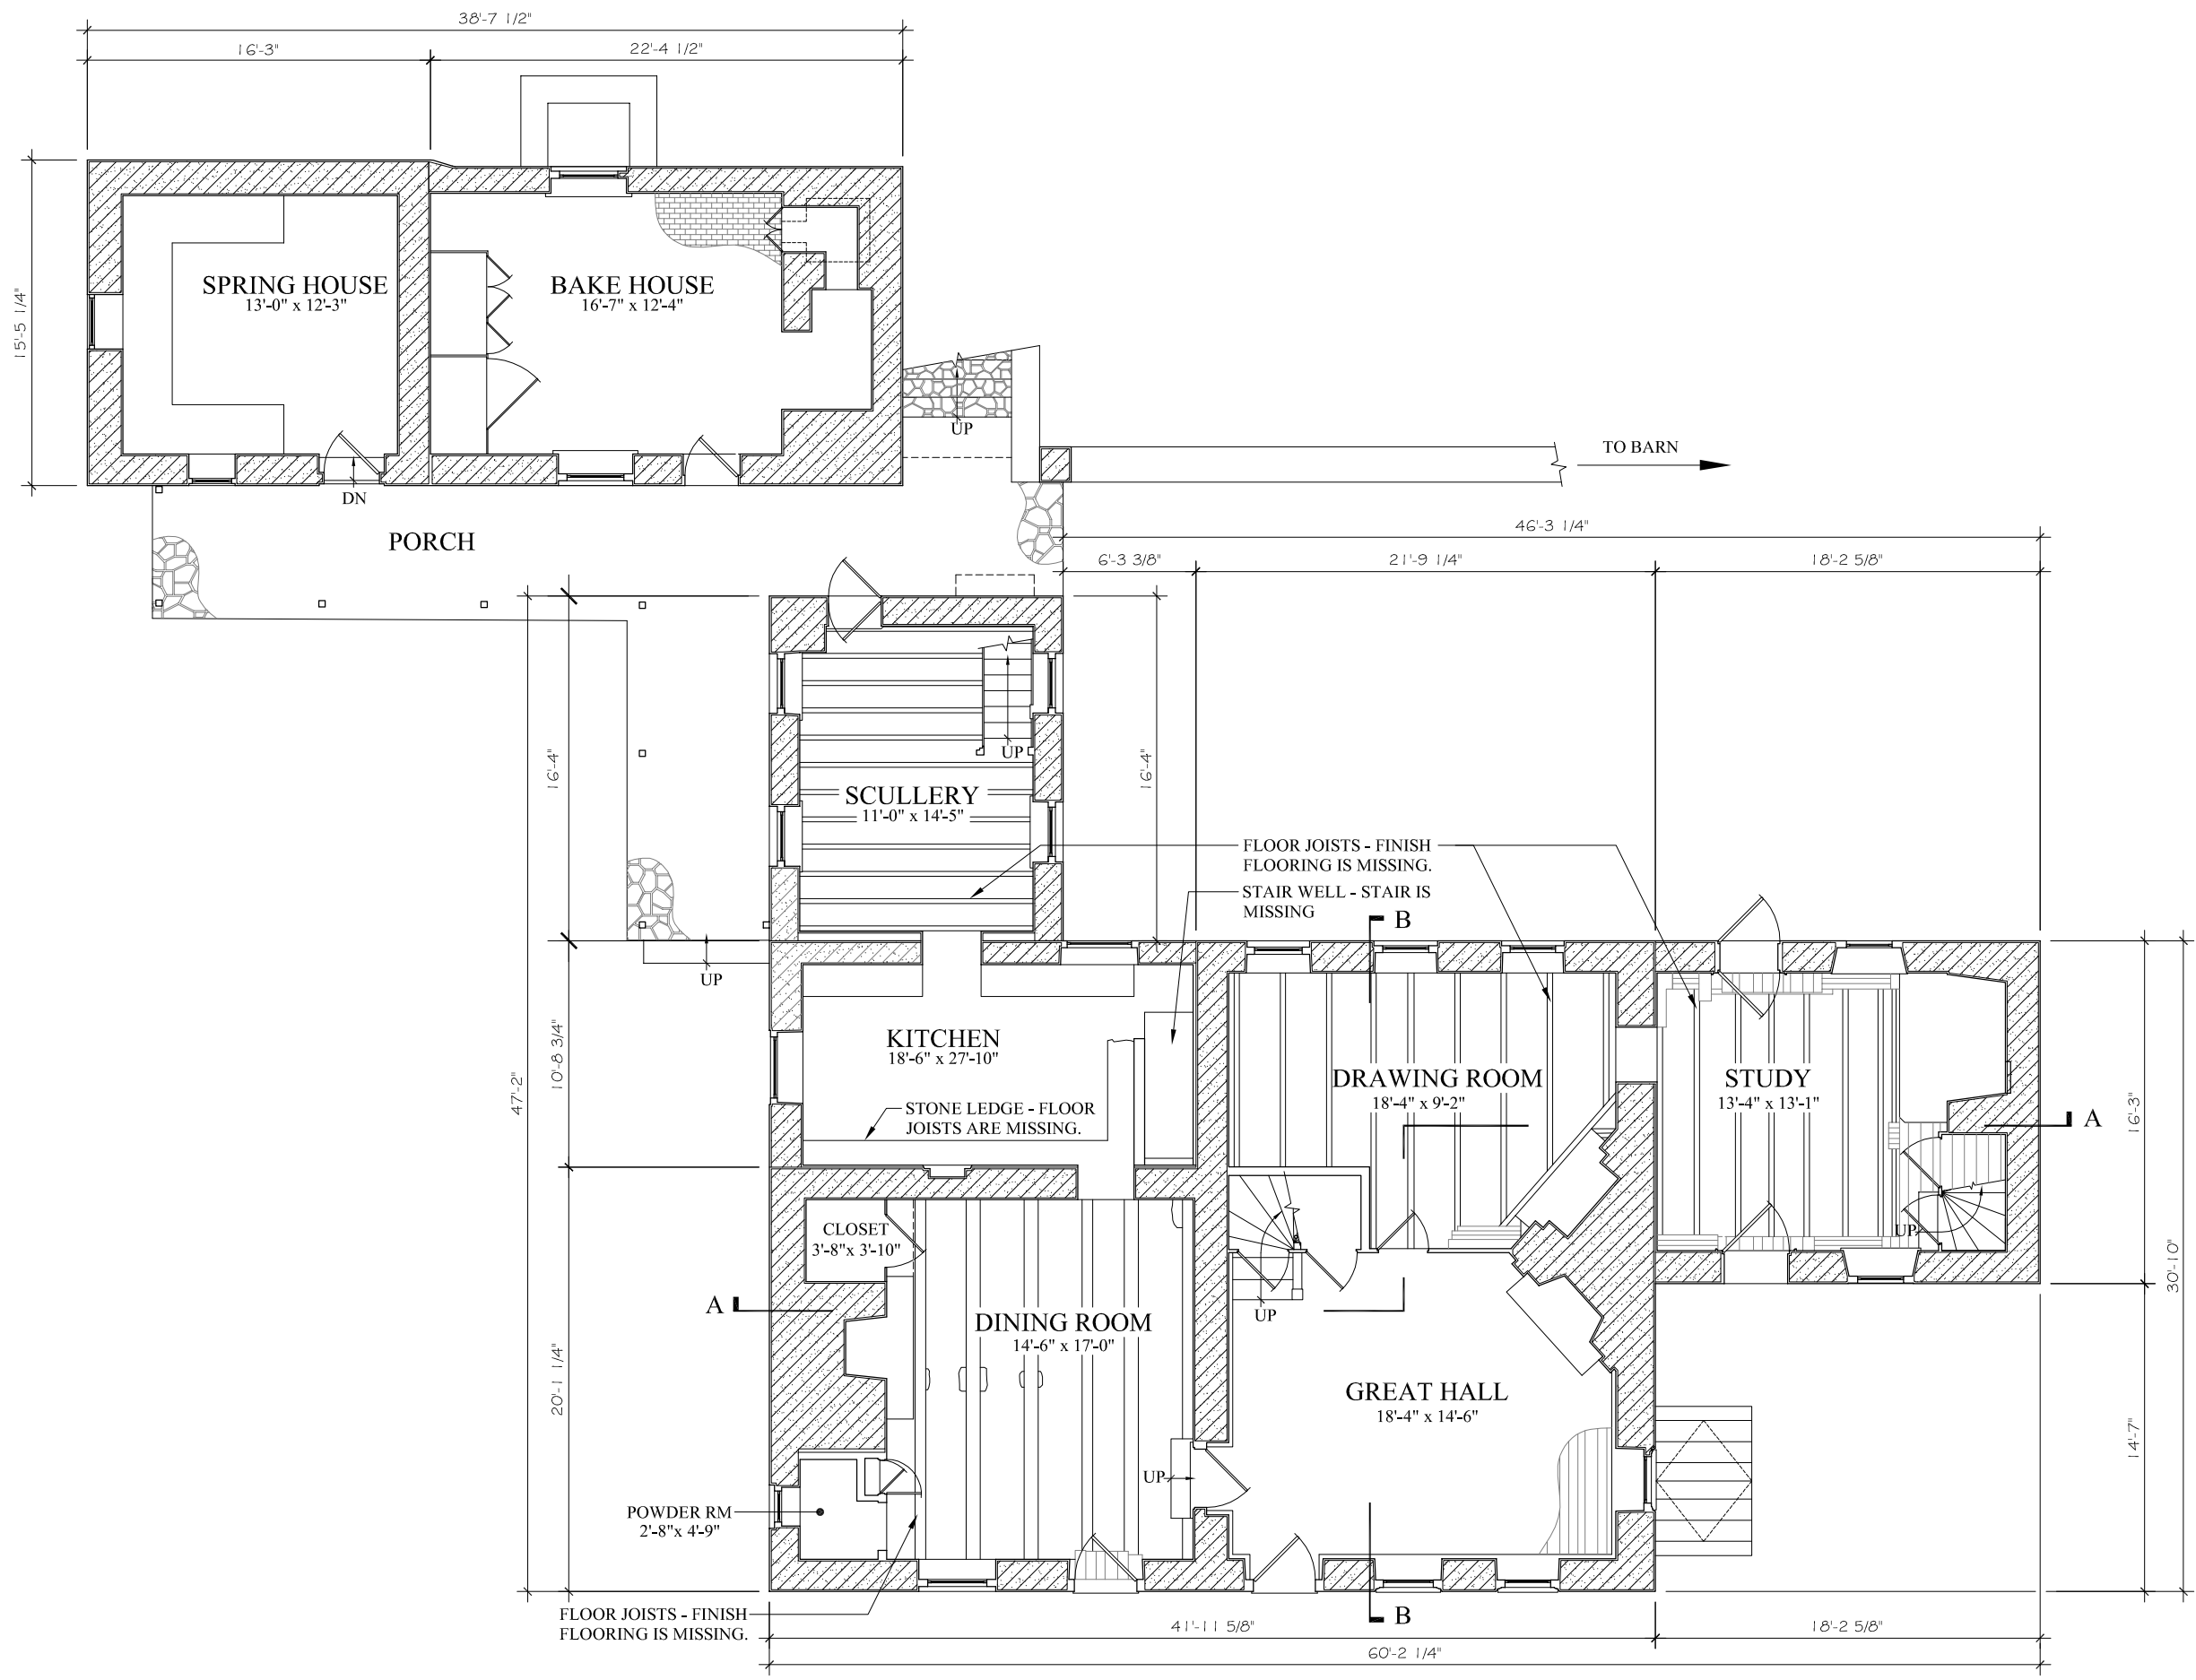 38'-7 1/2"
16'-3"
22'-4 1/2"
15'-5 1/4"
SPRING HOUSE
13'-0" x 12'-3"
BAKE HOUSE
16'-7" x 12'-4"
UP
TO BARN
DN
PORCH
46'-3 1/4"
6'-3 3/8"
21'-9 1/4"
18'-2 5/8"
16'-4"
16'-4"
UP
SCULLERY
11'-0" x 14'-5"
FLOOR JOISTS - FINISH
FLOORING IS MISSING.
STAIR WELL - STAIR IS
MISSING
B
UP
47'-2"
10'-8 3/4"
KITCHEN
18'-6" x 27'-10"
STONE LEDGE - FLOOR
JOISTS ARE MISSING.
DRAWING ROOM
18'-4" x 9'-2"
STUDY
13'-4" x 13'-1"
A
16'-3"
30'-10"
CLOSET
3'-8"x 3'-10"
UP
A
UP
DINING ROOM
14'-6" x 17'-0"
20'-1 1/4"
GREAT HALL
18'-4" x 14'-6"
14'-7"
UP
POWDER RM
2'-8"x 4'-9"
FLOOR JOISTS - FINISH
FLOORING IS MISSING.
B
41'-11 5/8"
18'-2 5/8"
60'-2 1/4"